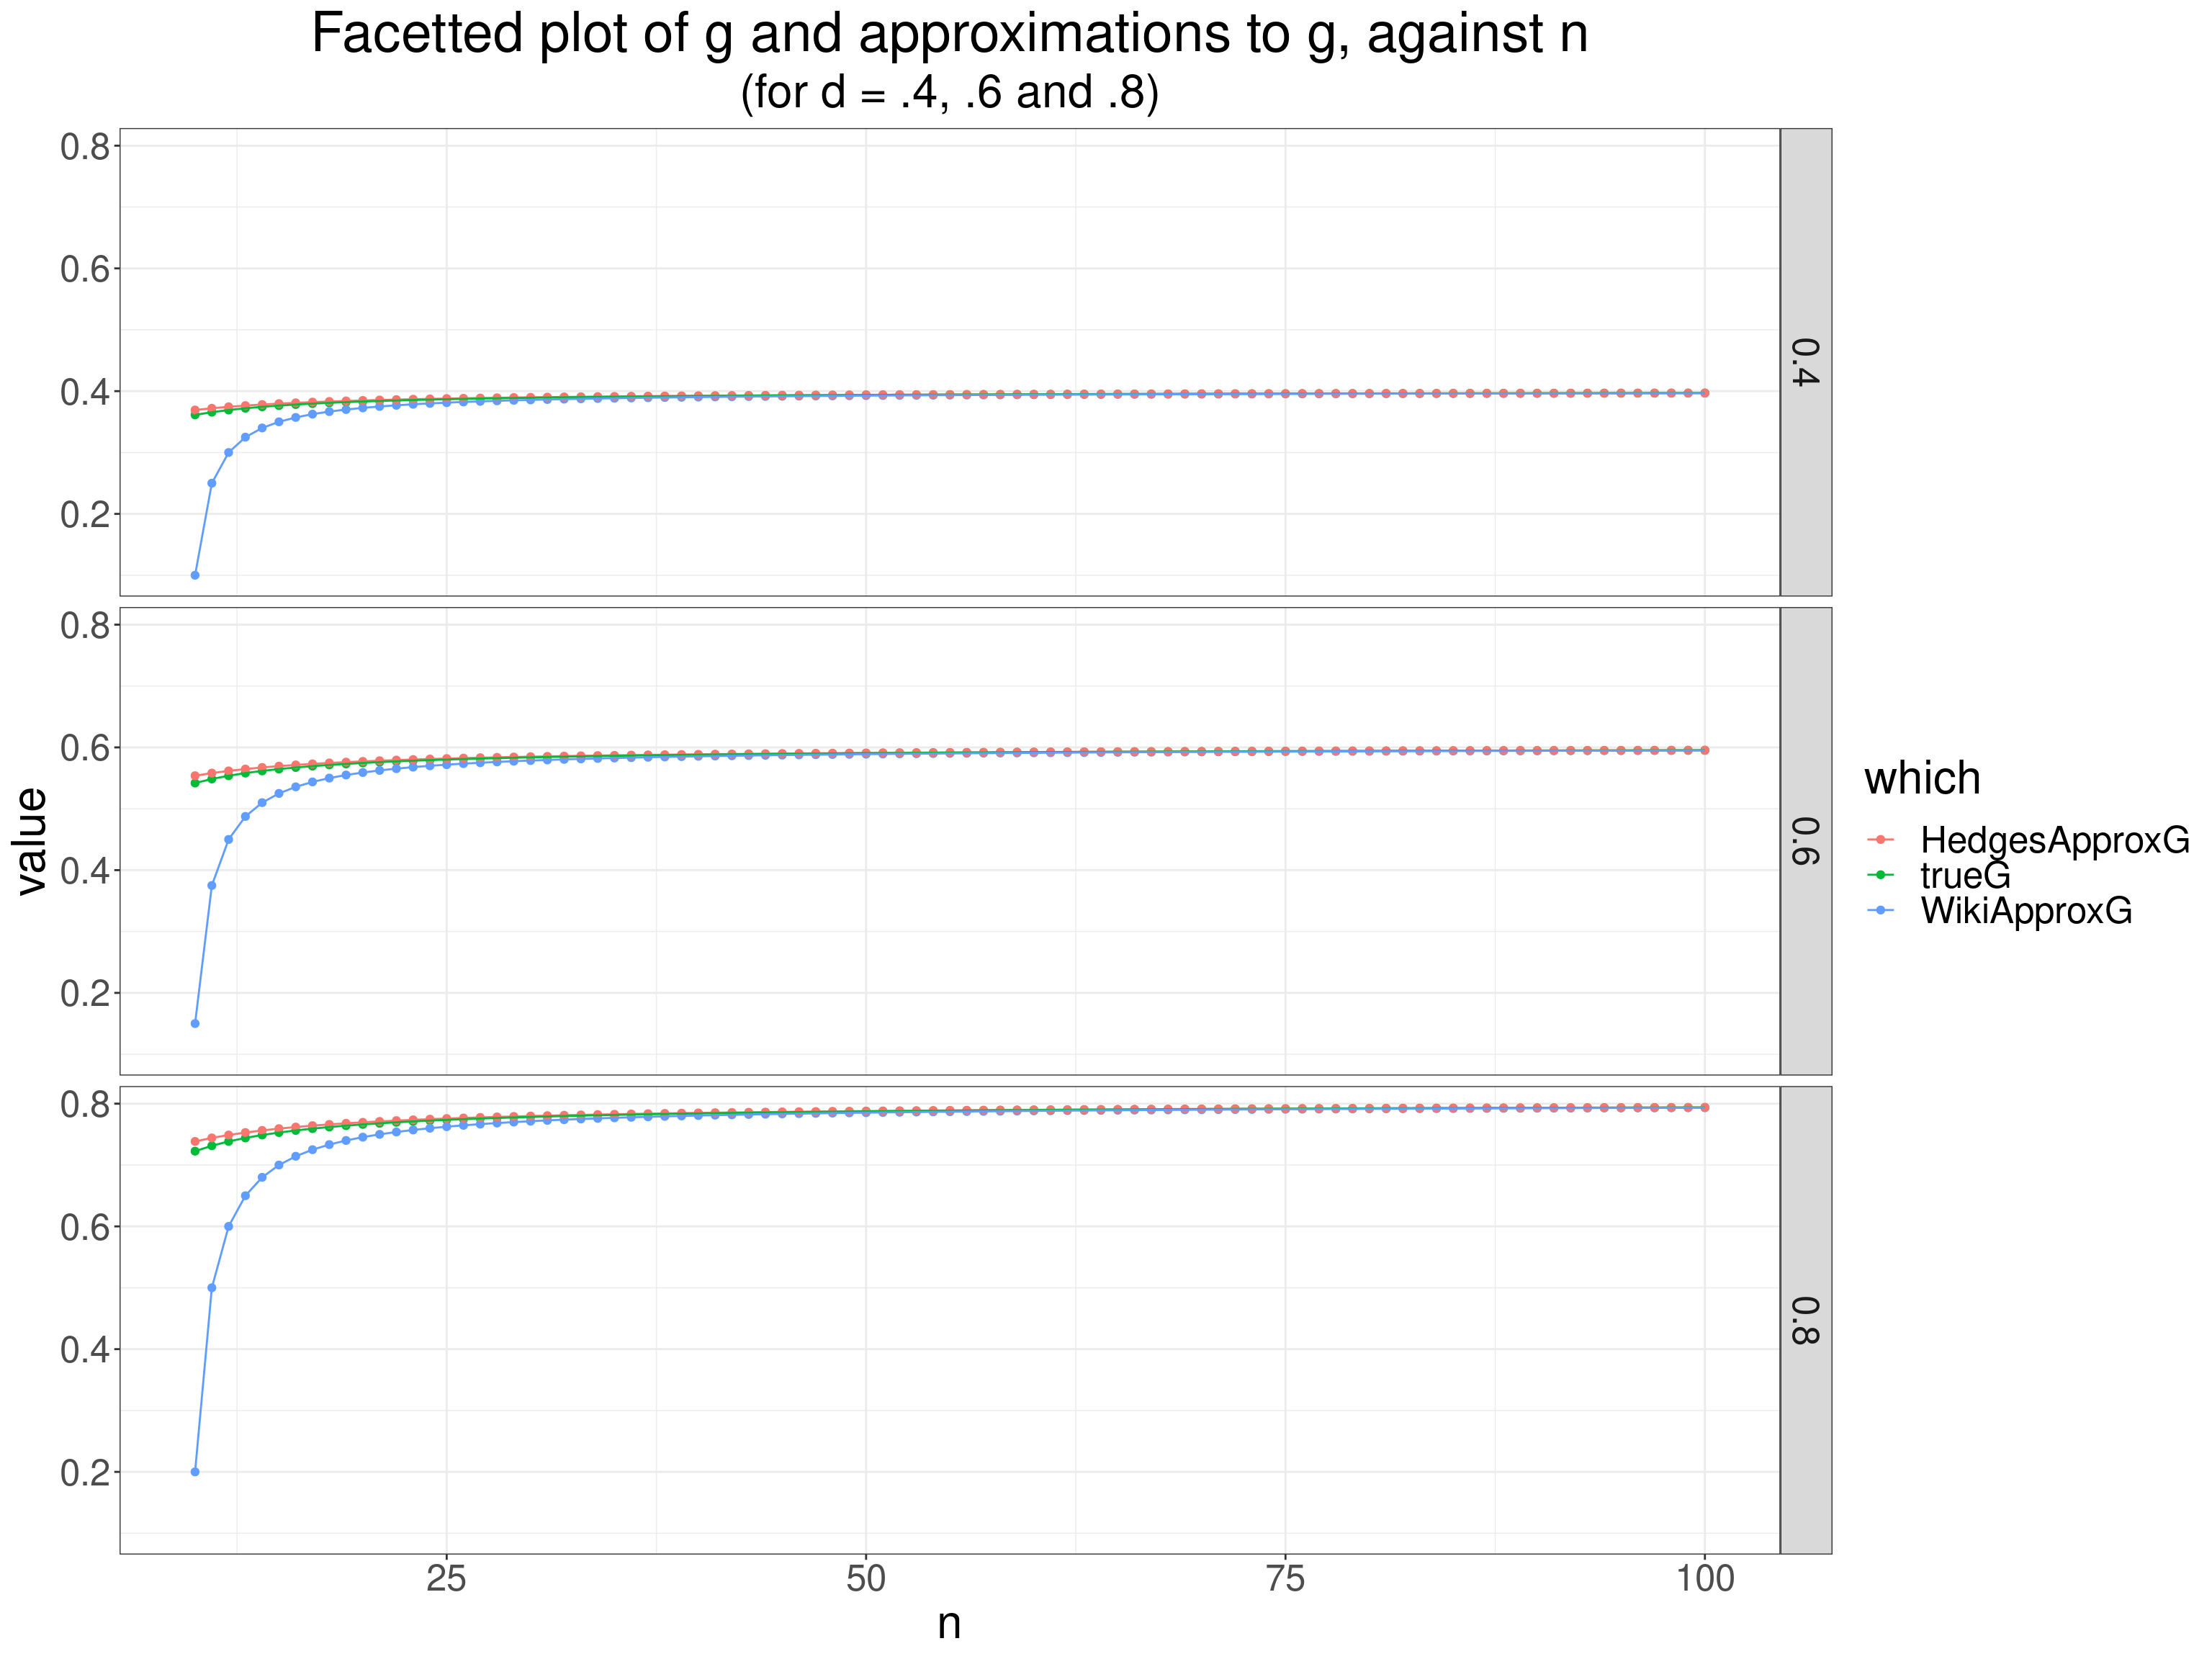 Facetted plot of g and approximations to g, against n
(for d = .4, .6 and .8)
0.8
0.6
0.4
0.2
0.4
0.8
0.6
0.4
0.2
0.6
0.8
0.6
0.4
0.2
0.8
value
25
50
75
100
n
which
HedgesApproxG
trueG
WikiApproxG